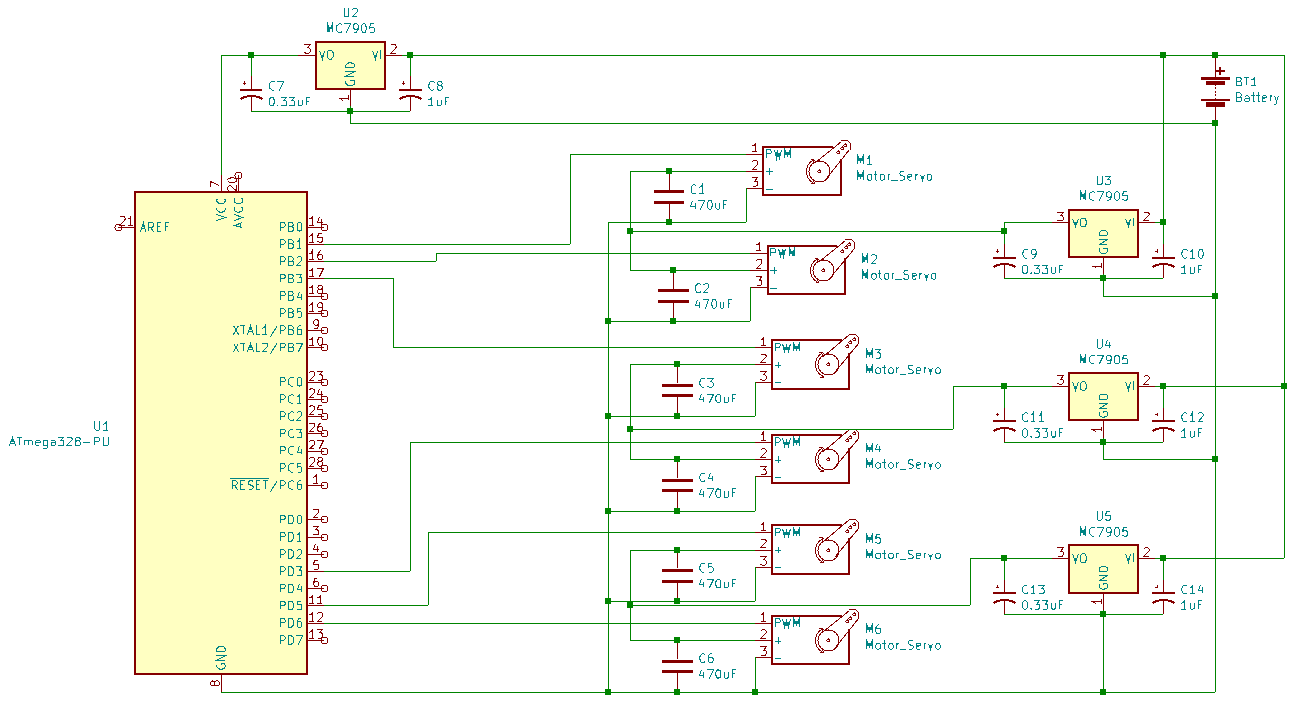 U2
MC7905
3 VO VI 2
GND
1
C7
0.33uF
C8
1uF
BT1
Battery
7
20
VCC
AVCC
21 AREF
PB0 14
PB1 15
PB2 16
PB3 17
PB4 18
PB5 19
XTAL1/PB6 9
XTAL2/PB7 10
PC0 23
PC1 24
PC2 25
PC3 26
PC4 27
PC5 28
RESET/PC6 1
PD0 2
PD1 3
PD2 4
PD3 5
PD4 6
PD5 11
PD6 12
PD7 13
GND
8
U1
ATmega328-PU
1 PWM
2 +
3 -
M1
Motor_Servo
C1
470uF
1 PWM
2 +
3 -
M2
Motor_Servo
C2
470uF
1 PWM
2 +
3 -
M3
Motor_Servo
C3
470uF
1 PWM
2 +
3 -
M4
Motor_Servo
C4
470uF
1 PWM
2 +
3 -
M5
Motor_Servo
C5
470uF
1 PWM
2 +
3 -
M6
Motor_Servo
C6
470uF
U3
MC7905
3 VO VI 2
GND
1
C9
0.33uF
C10
1uF
U4
MC7905
3 VO VI 2
GND
1
C11
0.33uF
C12
1uF
U5
MC7905
3 VO VI 2
GND
1
C13
0.33uF
C14
1uF